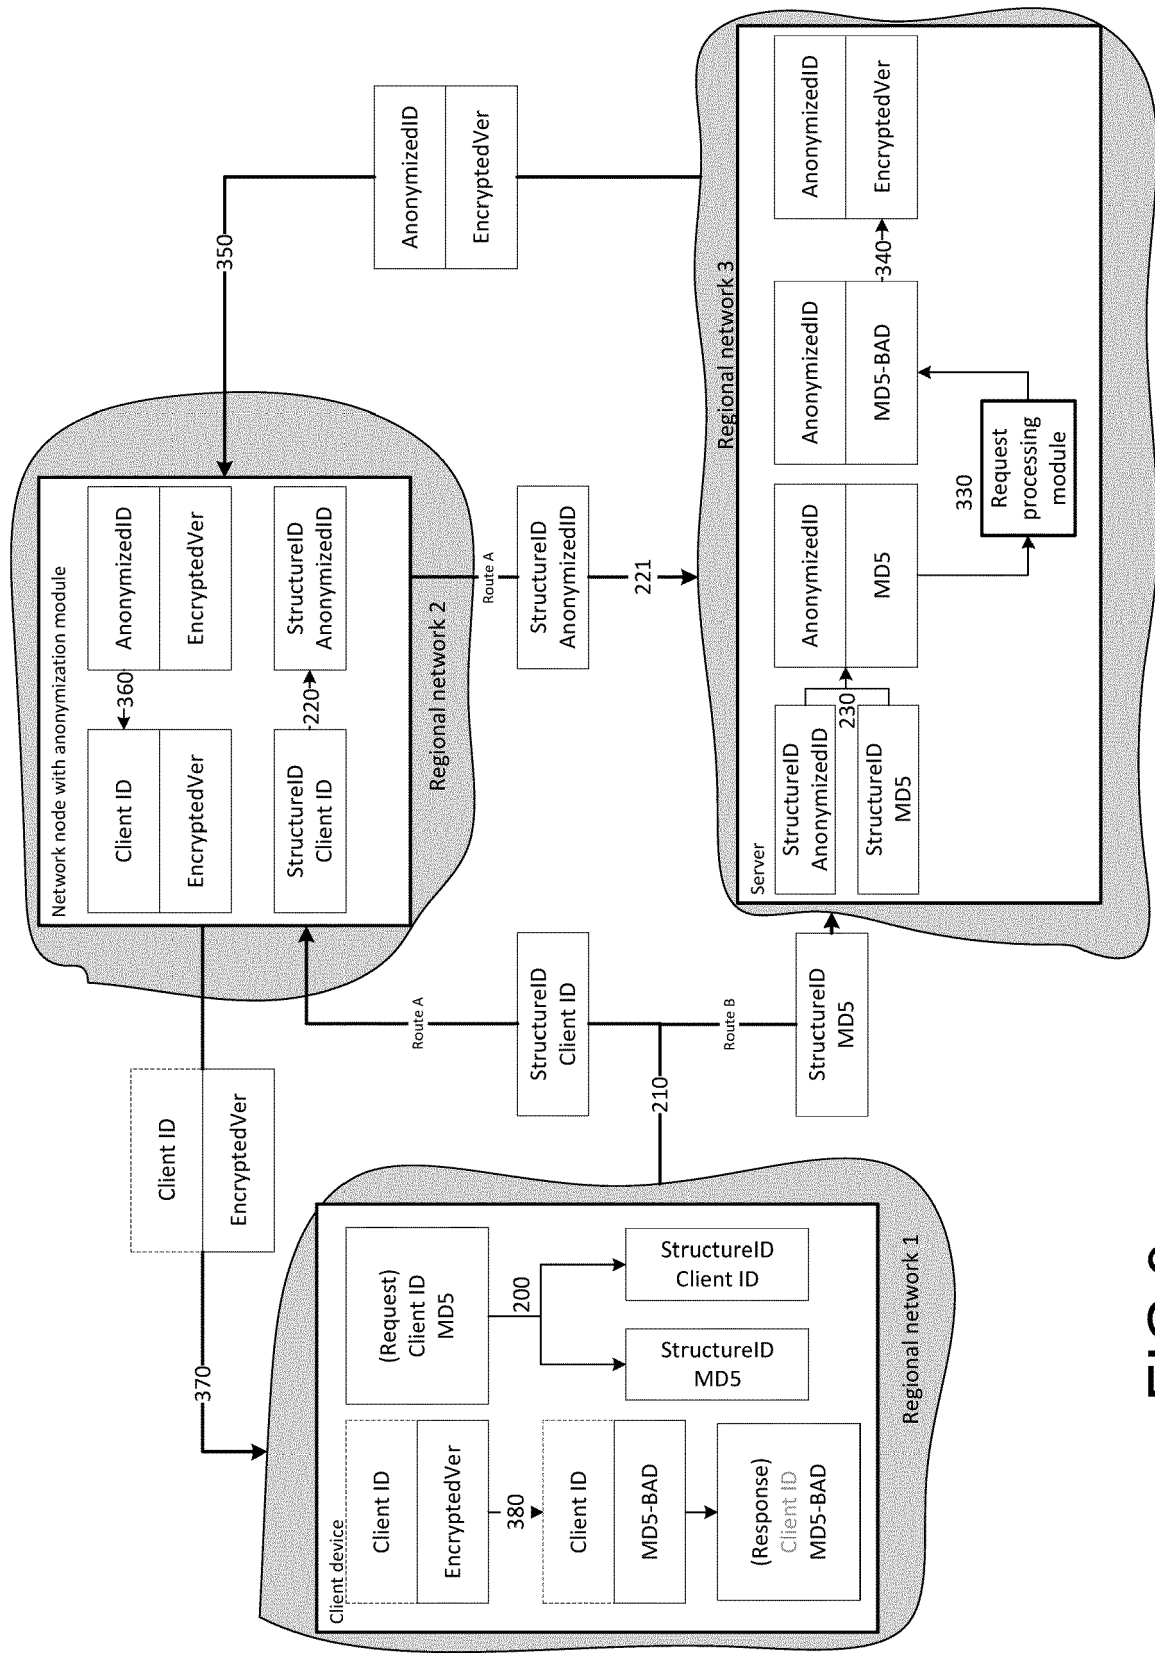 Network node with anonymization module
Client ID
EncryptedVer
360
AnonymizedID
EncryptedVer
StructureID
Client ID
220
StructureID
AnonymizedID
Regional network 2
370
Client ID
EncryptedVer
350
AnonymizedID
EncryptedVer
Client device
Client ID
EncryptedVer
380
Client ID
MD5-BAD
(Response)
Client ID
MD5-BAD
(Request)
Client ID
MD5
200
StructureID
MD5
StructureID
Client ID
Regional network 1
210
Route A
StructureID
Client ID
Route B
StructureID
MD5
Route A
StructureID
AnonymizedID
221
Regional network 3
Server
StructureID
AnonymizedID
StructureID
MD5
230
AnonymizedID
MD5
330
Request
processing
module
AnonymizedID
MD5-BAD
340
AnonymizedID
EncryptedVer